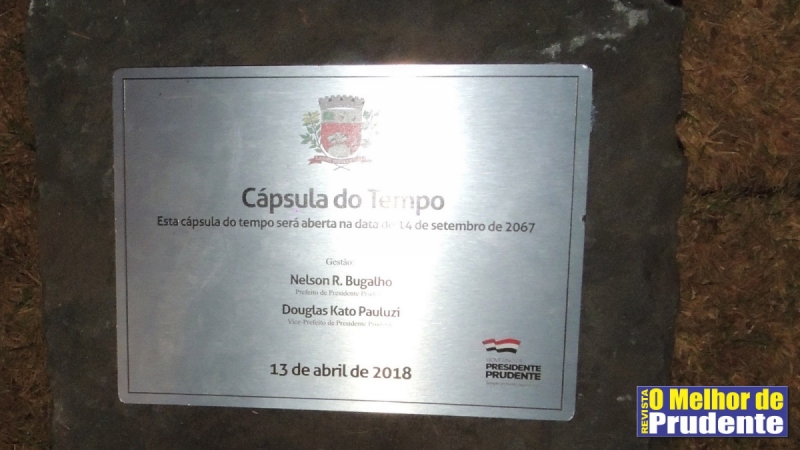 Cápsula do Tempo
Esta cápsula do tempo será aberta na data de 14 de setembro de 2067
Gestão:
Nelson R. Bugalho
Prefeito de Presidente Prudente
Douglas Kato Pauluzi
Vice-Prefeito de Presidente Prudente
13 de abril de 2018
PRESIDENTE
PRUDENTE
REVISTA
O Melhor de
Prudente